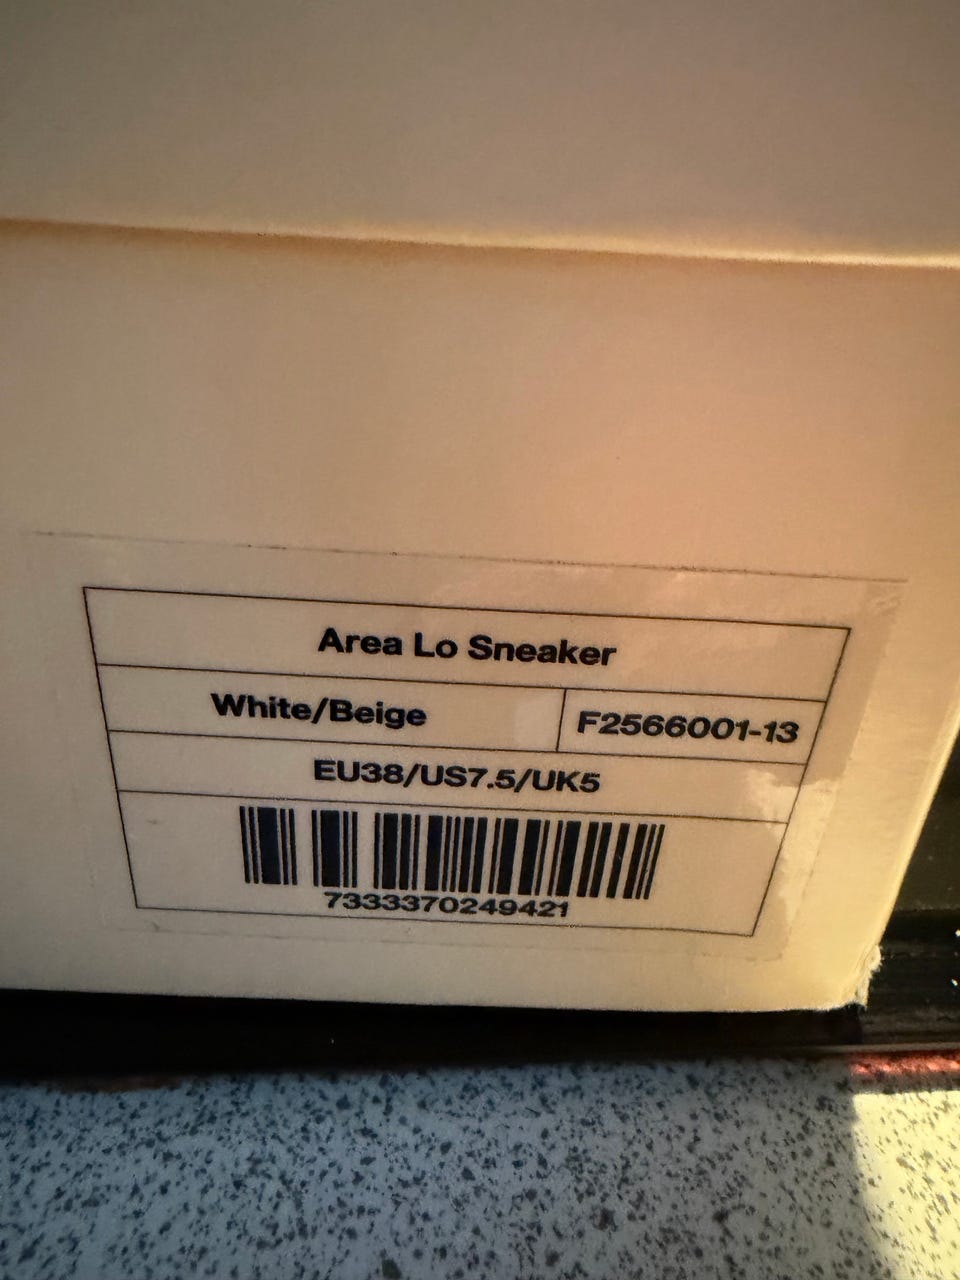 Area Lo Sneaker
White/Beige F2566001-13
EU38/US7.5/UK5
7333370249421